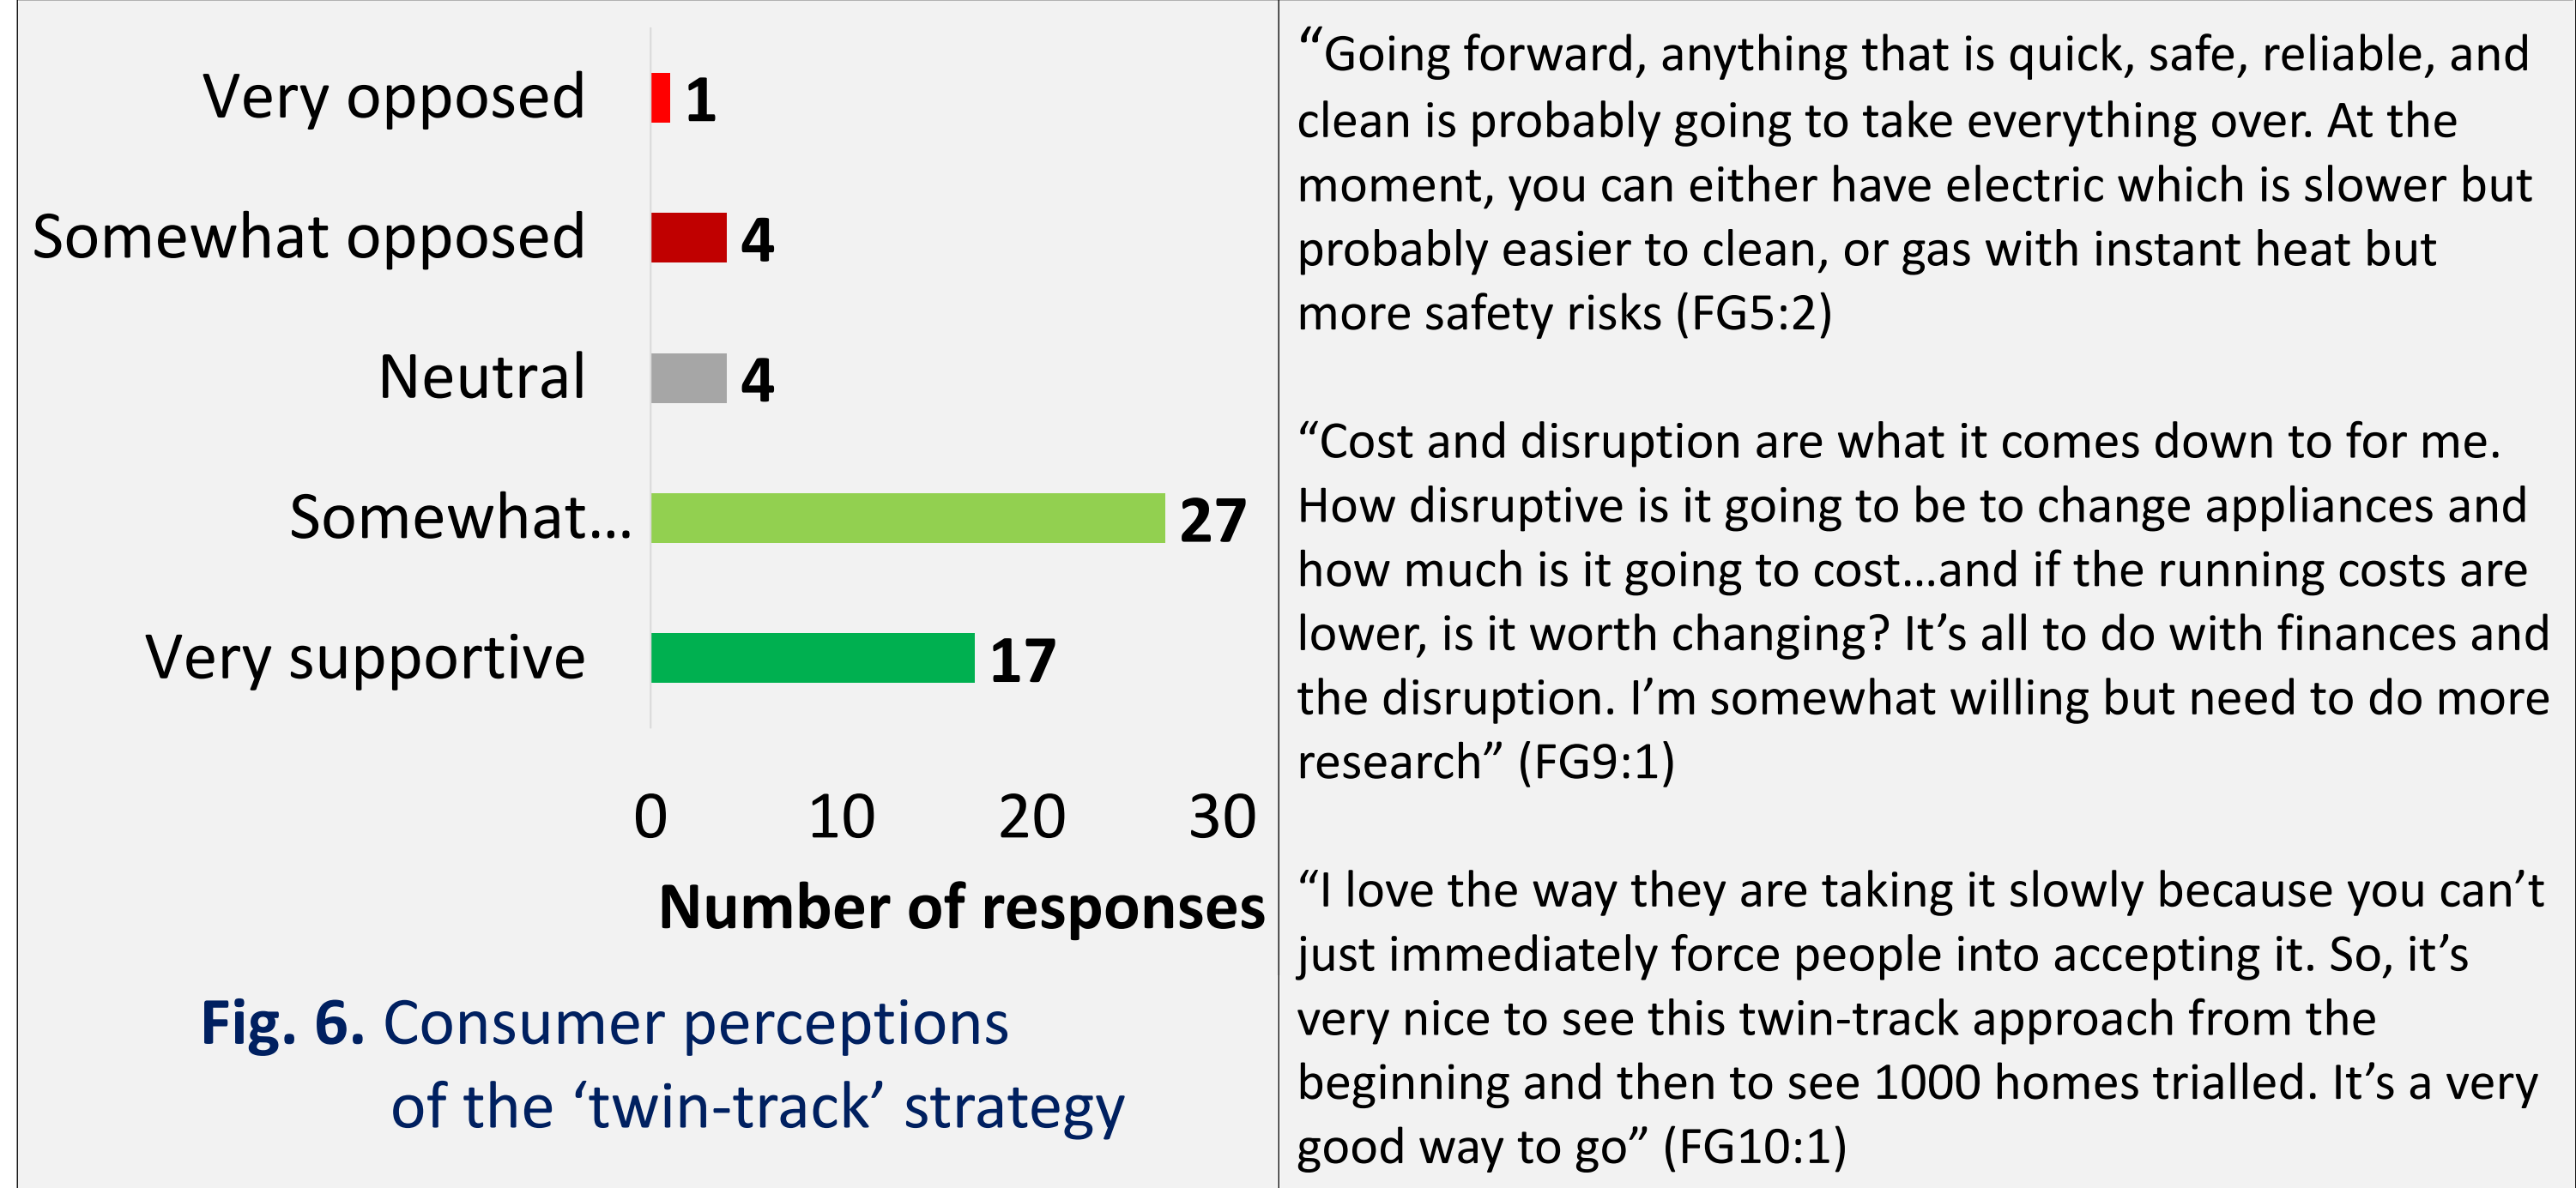 Very opposed 1
Somewhat opposed 4
Neutral 4
Somewhat… 27
Very supportive 17
0 10 20 30
Number of responses
Fig. 6. Consumer perceptions
of the ‘twin-track’ strategy
“Going forward, anything that is quick, safe, reliable, and
clean is probably going to take everything over. At the
moment, you can either have electric which is slower but
probably easier to clean, or gas with instant heat but
more safety risks (FG5:2)
“Cost and disruption are what it comes down to for me.
How disruptive is it going to be to change appliances and
how much is it going to cost…and if the running costs are
lower, is it worth changing? It’s all to do with finances and
the disruption. I’m somewhat willing but need to do more
research” (FG9:1)
“I love the way they are taking it slowly because you can’t
just immediately force people into accepting it. So, it’s
very nice to see this twin-track approach from the
beginning and then to see 1000 homes trialled. It’s a very
good way to go” (FG10:1)